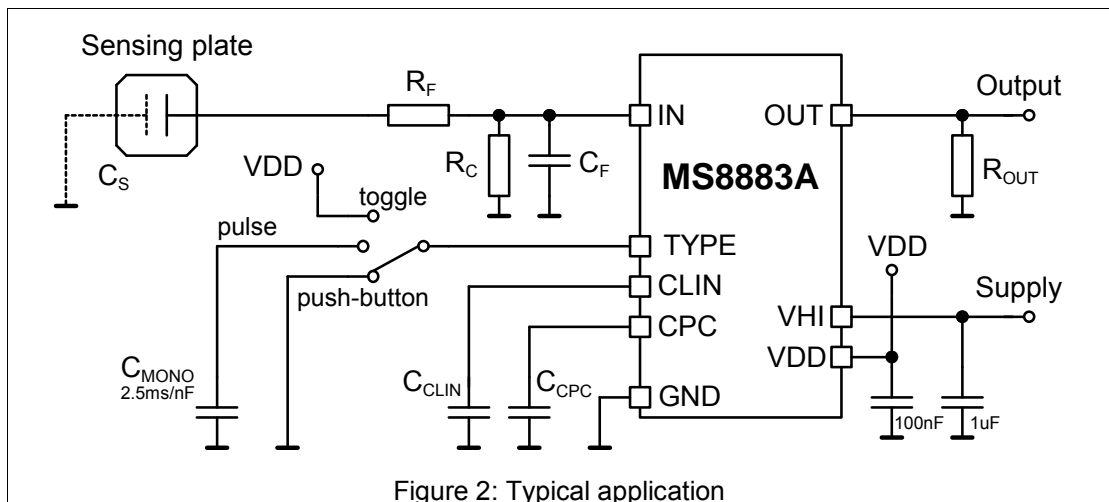 Sensing plate
R_F
IN
OUT
Output
VDD
C_S
R_C
C_F
MS8883A
R_OUT
toggle
pulse
TYPE
VDD
push-button
CLIN
VHI
Supply
CPC
VDD
C_MONO
2.5ms/nF
C_CLIN
C_CPC
GND
100nF
1uF
Figure 2: Typical application